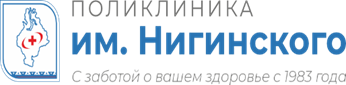 ПОЛИКЛИНИКА
им. Нигинского
С заботой о вашем здоровье с 1983 года